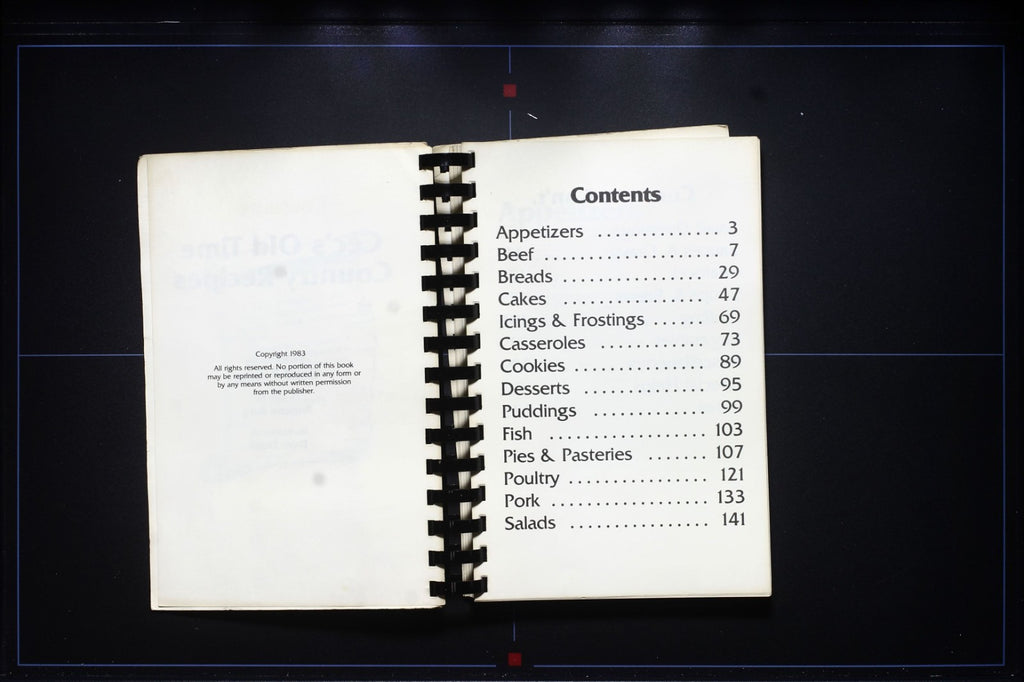 Copyright 1983
All rights reserved. No portion of this book
may be reprinted or reproduced in any form or
by any means without written permission
from the publisher.
Contents
Appetizers .............. 3
Beef .................... 7
Breads ................ 29
Cakes ................ 47
Icings & Frostings ...... 69
Casseroles ............ 73
Cookies .............. 89
Desserts .............. 95
Puddings ............. 99
Fish .................. 103
Pies & Pasteries ....... 107
Poultry ................ 121
Pork .................. 133
Salads ................ 141